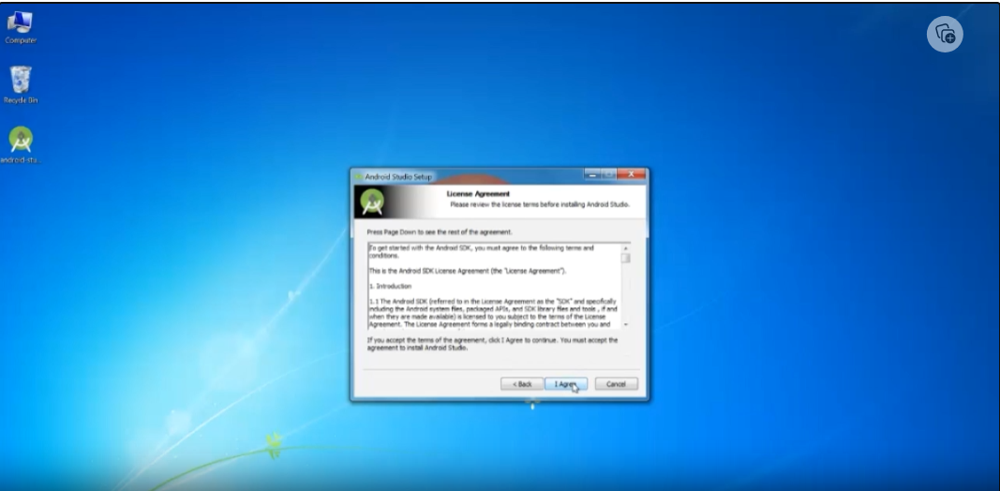 Computer
Recycle Bin
android-stu...
Android Studio Setup
License Agreement
Please review the license terms before installing Android Studio.
Press Page Down to see the rest of the agreement.
To get started with the Android SDK, you must agree to the following terms and
conditions.
This is the Android SDK License Agreement (the "License Agreement").
1. Introduction
1.1 The Android SDK (referred to in the License Agreement as the "SDK" and specifically
including the Android system files, packaged APIs, and SDK library files and tools , if and
when they are made available) is licensed to you subject to the terms of the License
Agreement. The License Agreement forms a legally binding contract between you and
If you accept the terms of the agreement, click I Agree to continue. You must accept the
agreement to install Android Studio.
< Back
I Agree
Cancel